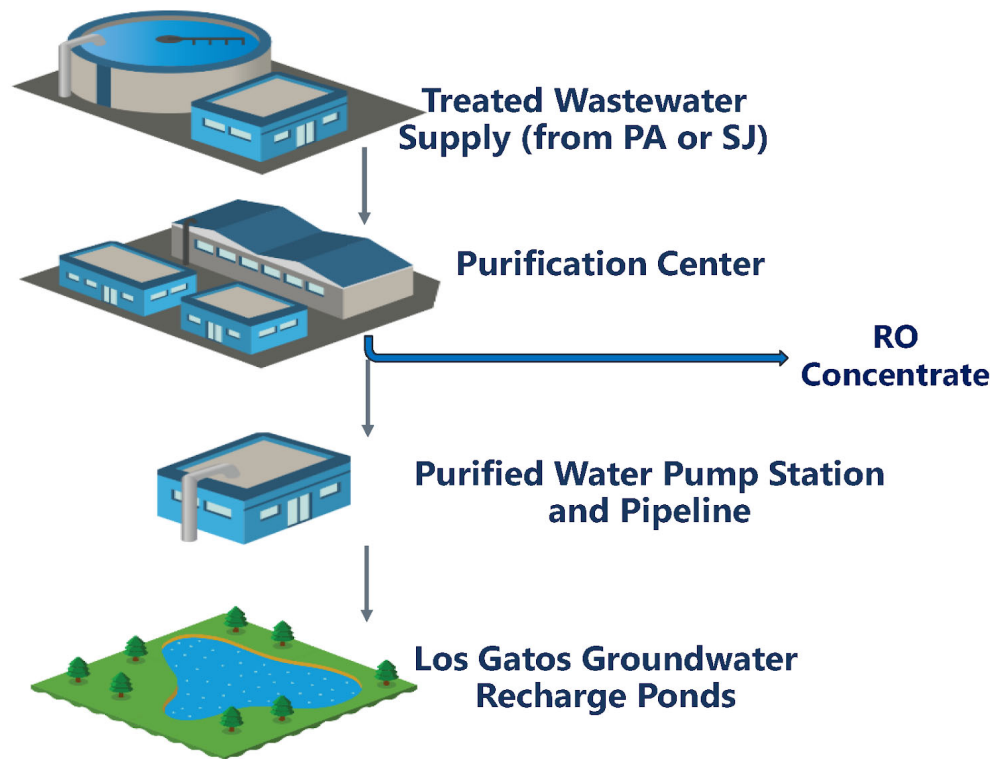 Treated Wastewater
Supply (from PA or SJ)
Purification Center
RO
Concentrate
Purified Water Pump Station
and Pipeline
Los Gatos Groundwater
Recharge Ponds